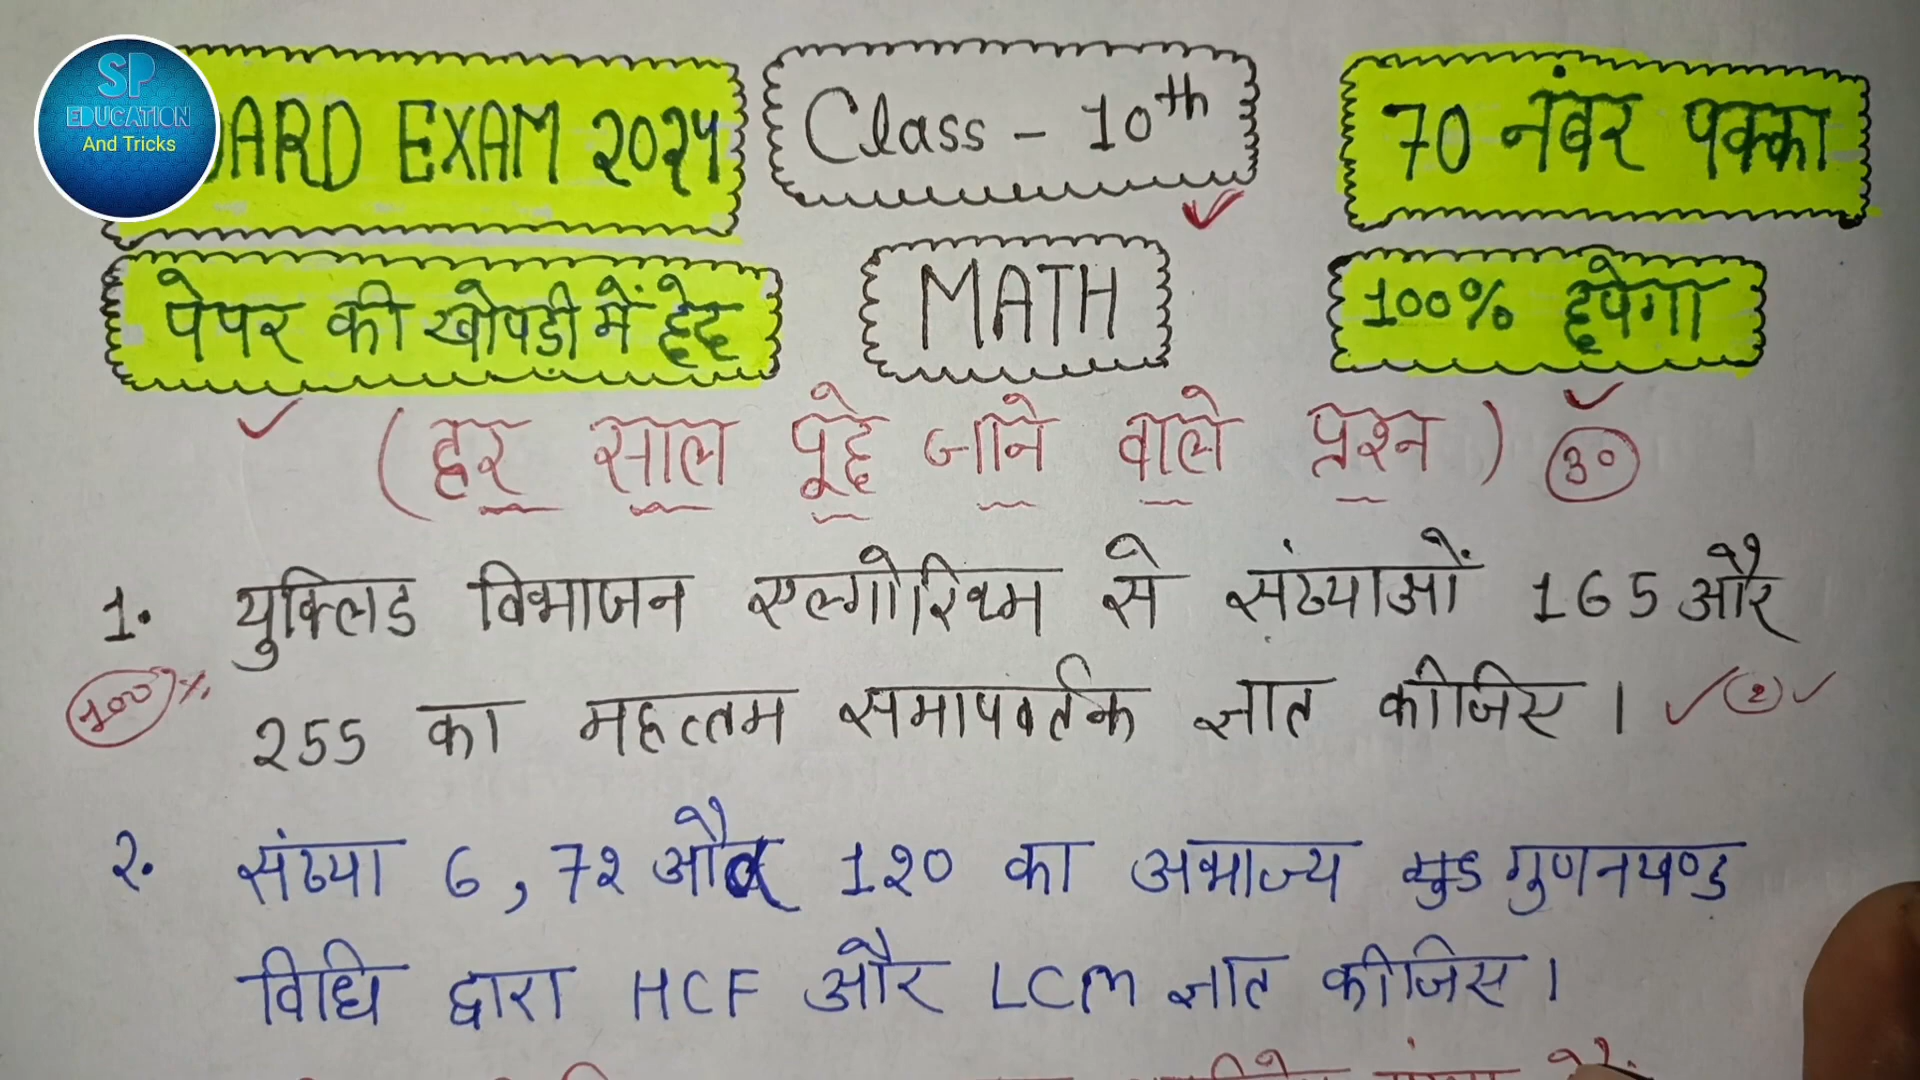 SP
EDUCATION
And Tricks
OARD EXAM 2024
Class - 10th
70 नंबर पक्का
पेपर की खोपड़ी में छेद
MATH
100% छपेगा
(हर साल पूछे जाने वाले प्रश्न) 30
1. युक्लिड विभाजन एल्गोरिथ्म से संख्याओं 165 और
100%
255 का महत्तम समापवर्तक ज्ञात कीजिए। (2)
2. संख्या 6, 72 और 120 का अभाज्य गुणनखण्ड
विधि द्वारा HCF और LCM ज्ञात कीजिए।